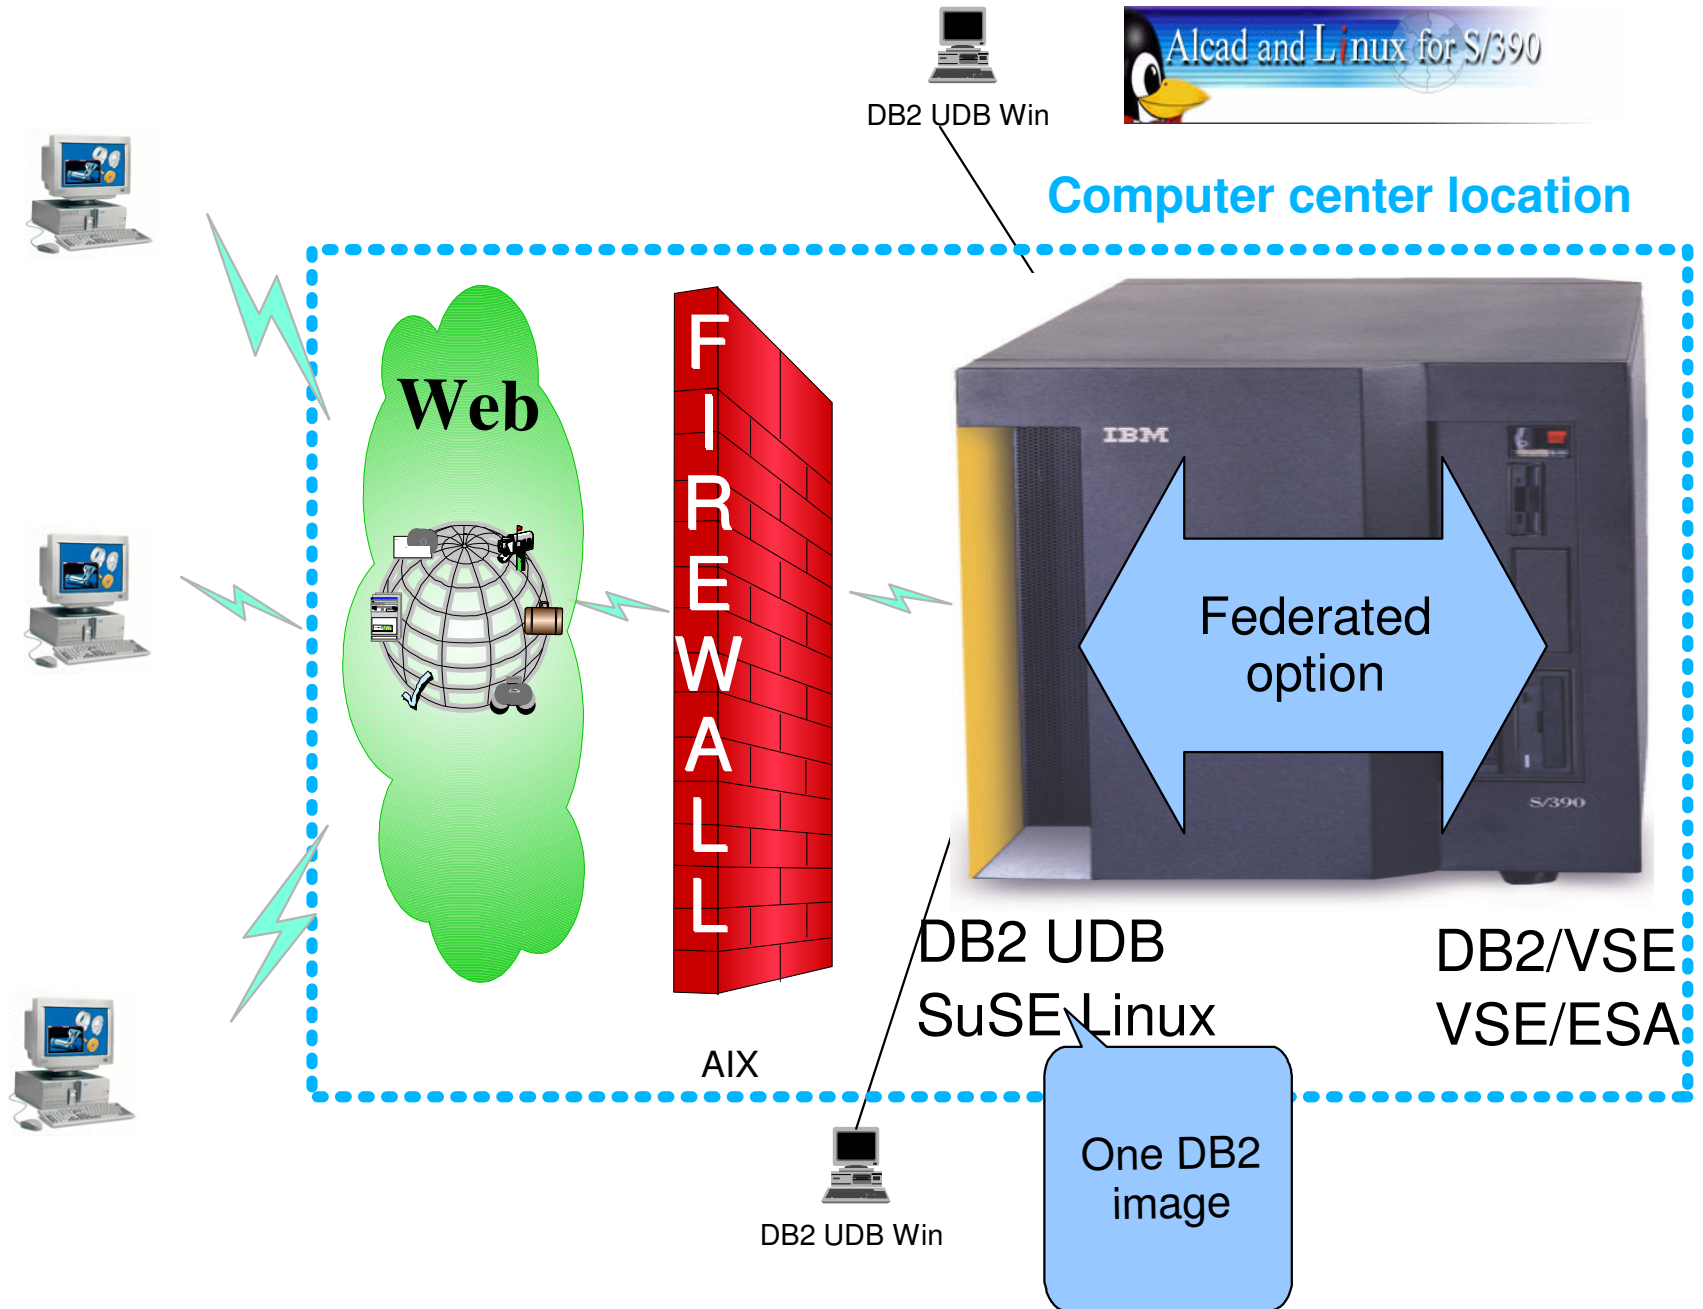 Alcad and Linux for S/390
DB2 UDB Win
Computer center location
Web
FIREWALL
IBM
Federated
option
S/390
DB2 UDB
SuSE Linux
DB2/VSE
VSE/ESA
AIX
One DB2
image
DB2 UDB Win